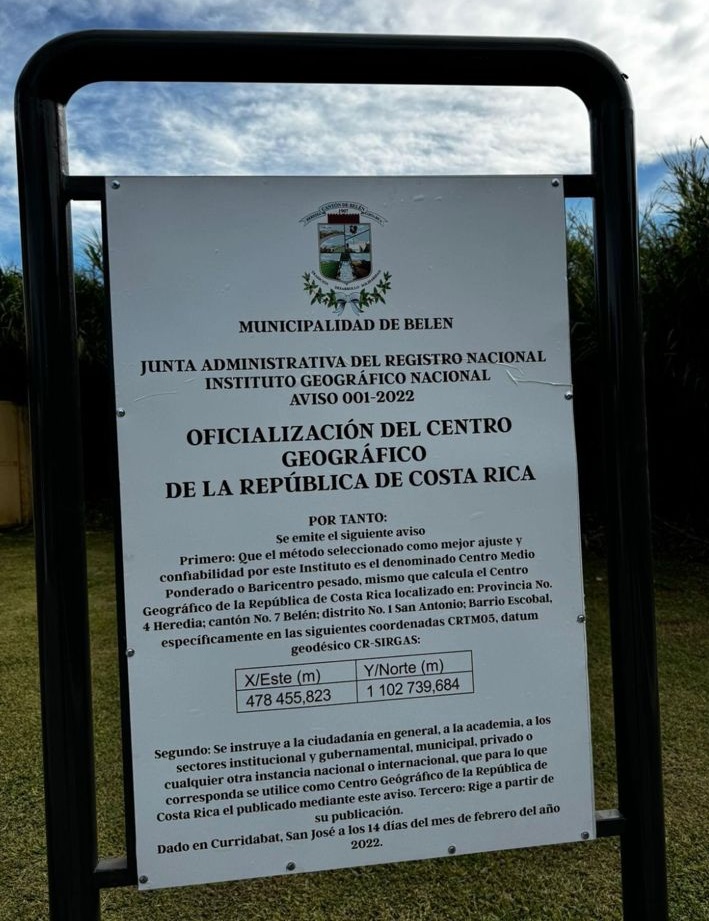 CANTÓN DE BELÉN
1907
MUNICIPALIDAD DE BELEN
JUNTA ADMINISTRATIVA DEL REGISTRO NACIONAL
INSTITUTO GEOGRÁFICO NACIONAL
AVISO 001-2022
OFICIALIZACIÓN DEL CENTRO
GEOGRÁFICO
DE LA REPÚBLICA DE COSTA RICA
POR TANTO:
Se emite el siguiente aviso
Primero: Que el método seleccionado como mejor ajuste y
confiabilidad por este Instituto es el denominado Centro Medio
Ponderado o Baricentro pesado, mismo que calcula el Centro
Geográfico de la República de Costa Rica localizado en: Provincia No.
4 Heredia; cantón No. 7 Belén; distrito No. 1 San Antonio; Barrio Escobal,
específicamente en las siguientes coordenadas CRTM05, datum
geodésico CR-SIRGAS:
X/Este (m) Y/Norte (m)
478 455,823 1 102 739,684
Segundo: Se instruye a la ciudadanía en general, a la academia, a los
sectores institucional y gubernamental, municipal, privado o
cualquier otra instancia nacional o internacional, que para lo que
corresponda se utilice como Centro Geógráfico de la República de
Costa Rica el publicado mediante este aviso. Tercero: Rige a partir de
su publicación.
Dado en Curridabat, San José a los 14 días del mes de febrero del año
2022.